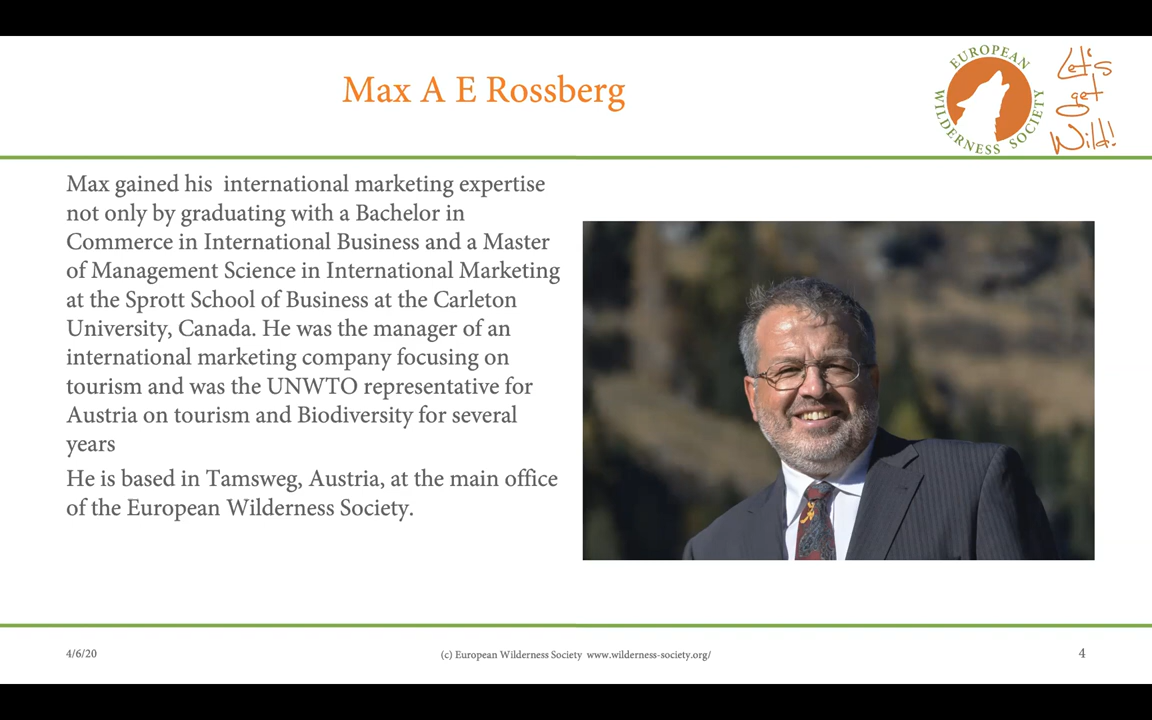 Max A E Rossberg
EUROPEAN
WILDERNESS SOCIETY
Let's
get
Wild!
Max gained his  international marketing expertise
not only by graduating with a Bachelor in
Commerce in International Business and a Master
of Management Science in International Marketing
at the Sprott School of Business at the Carleton
University, Canada. He was the manager of an
international marketing company focusing on
tourism and was the UNWTO representative for
Austria on tourism and Biodiversity for several
years
He is based in Tamsweg, Austria, at the main office
of the European Wilderness Society.
4/6/20
(c) European Wilderness Society  www.wilderness-society.org/
4